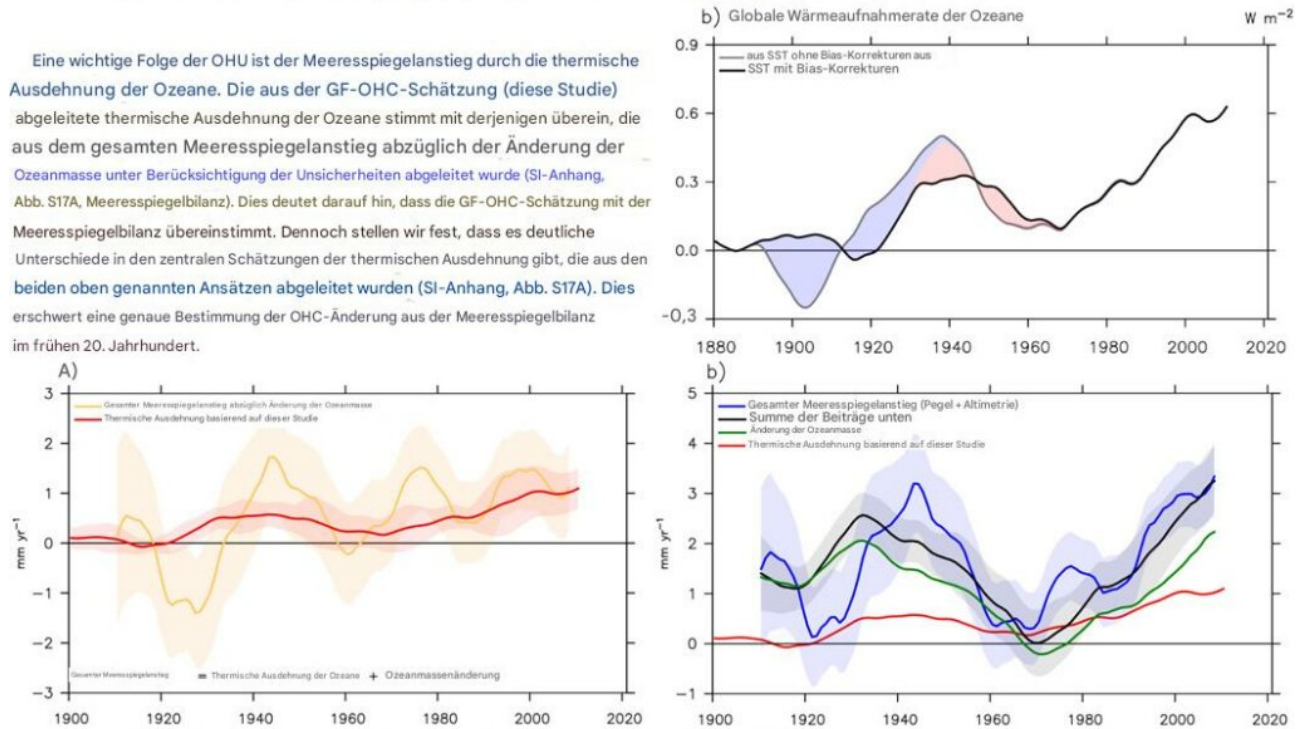 Eine wichtige Folge der OHU ist der Meeresspiegelanstieg durch die thermische
Ausdehnung der Ozeane. Die aus der GF-OHC-Schätzung (diese Studie)
abgeleitete thermische Ausdehnung der Ozeane stimmt mit derjenigen überein, die
aus dem gesamten Meeresspiegelanstieg abzüglich der Änderung der
Ozeanmasse unter Berücksichtigung der Unsicherheiten abgeleitet wurde (SI-Anhang,
Abb. S17A, Meeresspiegelbilanz). Dies deutet darauf hin, dass die GF-OHC-Schätzung mit der
Meeresspiegelbilanz übereinstimmt. Dennoch stellen wir fest, dass es deutliche
Unterschiede in den zentralen Schätzungen der thermischen Ausdehnung gibt, die aus den
beiden oben genannten Ansätzen abgeleitet wurden (SI-Anhang, Abb. S17A). Dies
erschwert eine genaue Bestimmung der OHC-Änderung aus der Meeresspiegelbilanz
im frühen 20. Jahrhundert.
b) Globale Wärmeaufnahmerate der Ozeane
W m⁻²
aus SST ohne Bias-Korrekturen aus
SST mit Bias-Korrekturen
0.9
0.6
0.3
0.0
-0,3
1880 1900 1920 1940 1960 1980 2000 2020
A)
Gesamter Meeresspiegelanstieg abzüglich Änderung der Ozeanmasse
Thermische Ausdehnung basierend auf dieser Studie
3
2
1
0
-1
-2
-3
mm yr⁻¹
Gesamter Meeresspiegelanstieg = Thermische Ausdehnung der Ozeane + Ozeanmassenänderung
1900 1920 1940 1960 1980 2000 2020
b)
Gesamter Meeresspiegelanstieg (Pegel + Altimetrie)
Summe der Beiträge unten
Änderung der Ozeanmasse
Thermische Ausdehnung basierend auf dieser Studie
5
4
3
2
1
0
-1
mm yr⁻¹
1900 1920 1940 1960 1980 2000 2020